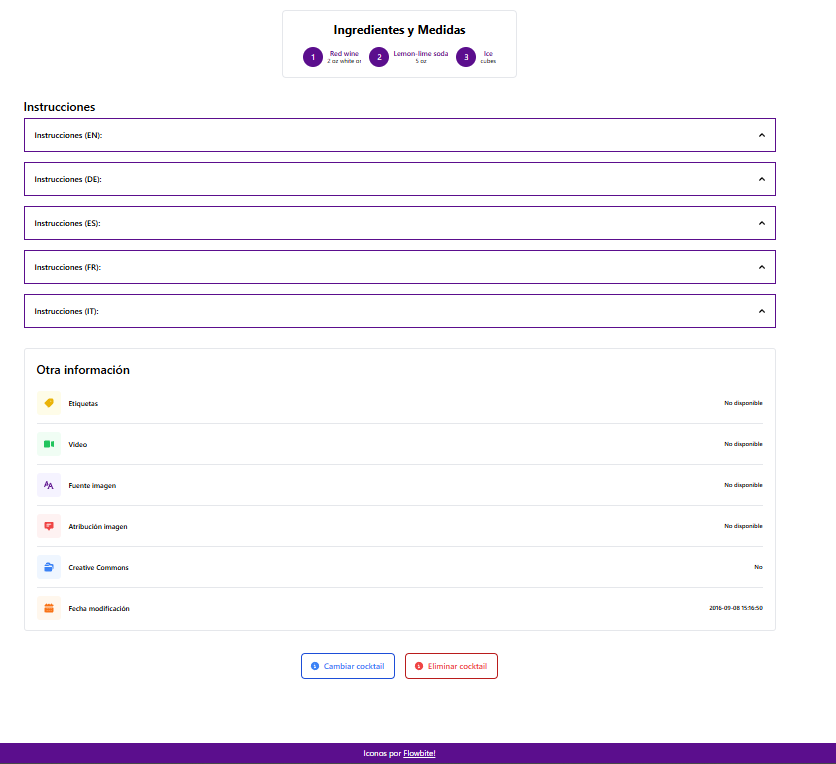 Ingredientes y Medidas
1 Red wine 2 Lemon-lime soda 3 Ice
2 oz white or 5 oz cubes
Instrucciones
Instrucciones (EN):
Instrucciones (DE):
Instrucciones (ES):
Instrucciones (FR):
Instrucciones (IT):
Otra información
Etiquetas No disponible
Video No disponible
Fuente imagen No disponible
Atribución imagen No disponible
Creative Commons No
Fecha modificación 2016-09-08 15:16:50
Cambiar cocktail Eliminar cocktail
Iconos por Flowbite!